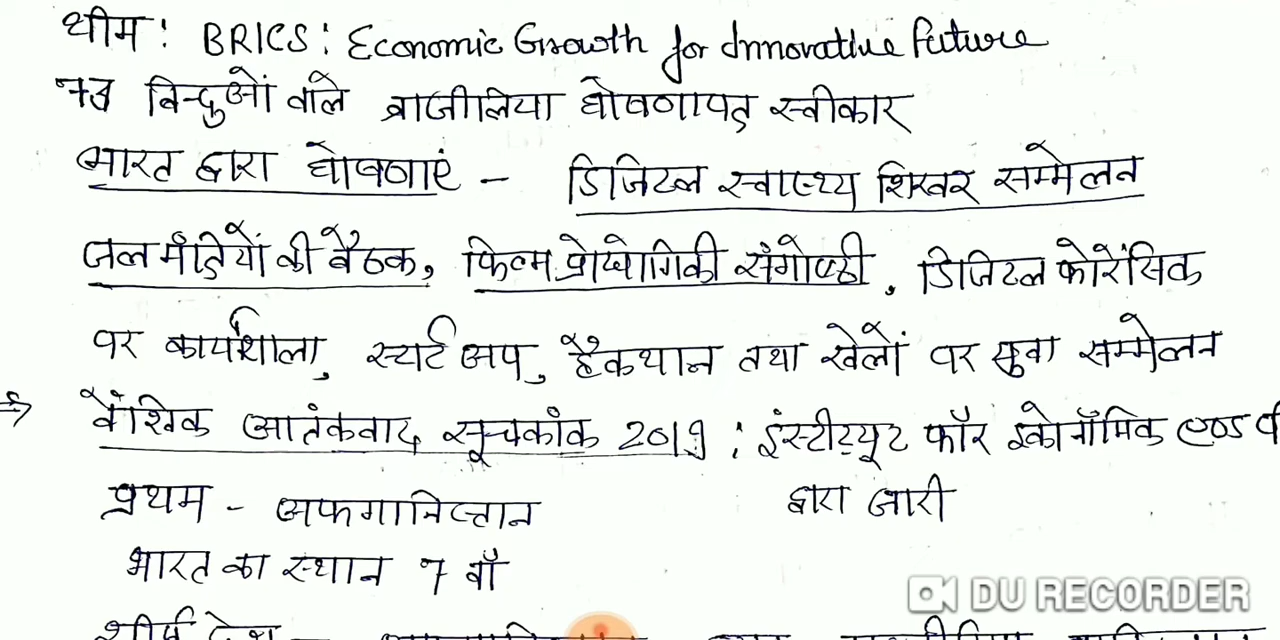 थीम: BRICS: Economic Growth for Innovative Future
73 बिन्दुओं वाले ब्राजीलिया घोषणापत्र स्वीकार
भारत द्वारा घोषणाएं - डिजिटल स्वास्थ्य शिखर सम्मेलन
जल मंत्रियों की बैठक, फिल्म प्रोद्योगिकी संगोष्ठी, डिजिटल फोरेंसिक
पर कार्यशाला, स्टार्ट अप, हैकथान तथा खेलों पर युवा सम्मेलन
⇒ वैश्विक आतंकवाद सूचकांक 2019: इंस्टीट्यूट फॉर इकोनॉमिक एण्ड
प्रथम - अफगानिस्तान द्वारा जारी
भारत का स्थान 7 वाँ
शीर्ष देश
DU RECORDER